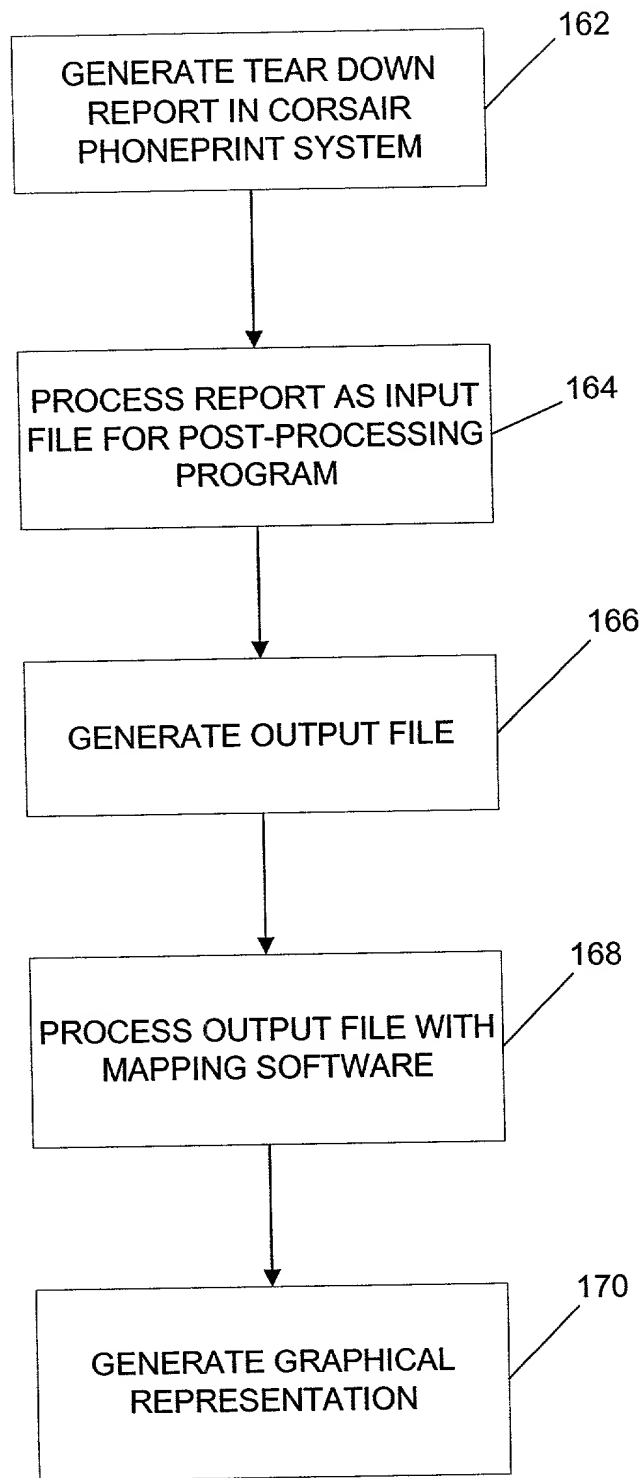 162
GENERATE TEAR DOWN
REPORT IN CORSAIR
PHONEPRINT SYSTEM
164
PROCESS REPORT AS INPUT
FILE FOR POST-PROCESSING
PROGRAM
166
GENERATE OUTPUT FILE
168
PROCESS OUTPUT FILE WITH
MAPPING SOFTWARE
170
GENERATE GRAPHICAL
REPRESENTATION